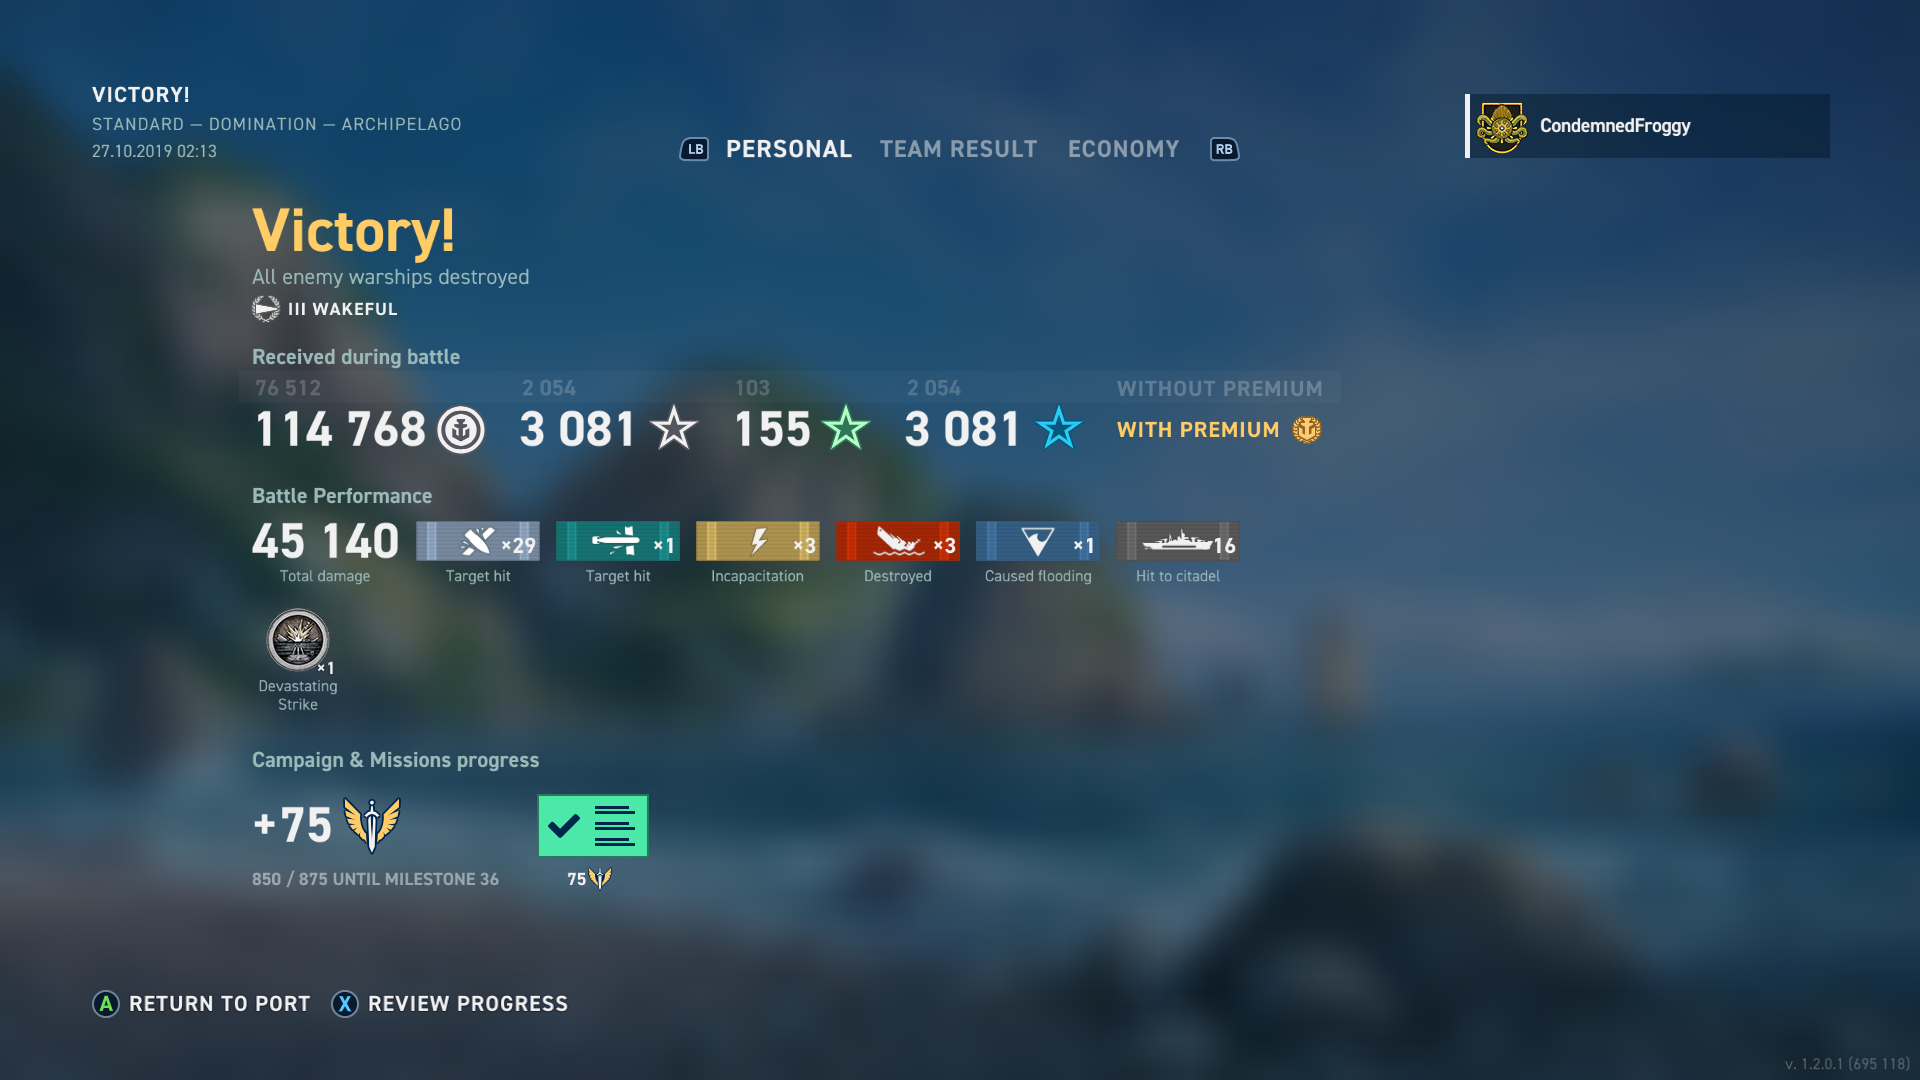 VICTORY!
STANDARD — DOMINATION — ARCHIPELAGO
27.10.2019 02:13
LB PERSONAL TEAM RESULT ECONOMY RB
CondemnedFroggy
Victory!
All enemy warships destroyed
III WAKEFUL
Received during battle
76 512 2 054 103 2 054 WITHOUT PREMIUM
114 768 3 081 155 3 081 WITH PREMIUM
Battle Performance
45 140 ×29 ×1 ×3 ×3 ×1 16
Total damage Target hit Target hit Incapacitation Destroyed Caused flooding Hit to citadel
×1
Devastating
Strike
Campaign & Missions progress
+75
850 / 875 UNTIL MILESTONE 36 75
A RETURN TO PORT X REVIEW PROGRESS
v. 1.2.0.1 (695 118)